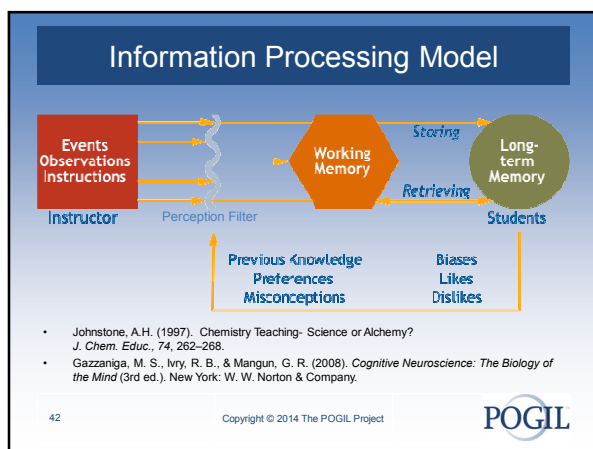 Information Processing Model
Events
Observations
Instructions
Instructor
Perception Filter
Working
Memory
Storing
Retrieving
Long-
term
Memory
Students
Previous Knowledge
Preferences
Misconceptions
Biases
Likes
Dislikes
• Johnstone, A.H. (1997). Chemistry Teaching- Science or Alchemy?
J. Chem. Educ., 74, 262–268.
• Gazzaniga, M. S., Ivry, R. B., & Mangun, G. R. (2008). Cognitive Neuroscience: The Biology of
the Mind (3rd ed.). New York: W. W. Norton & Company.
42
Copyright © 2014 The POGIL Project
POGIL